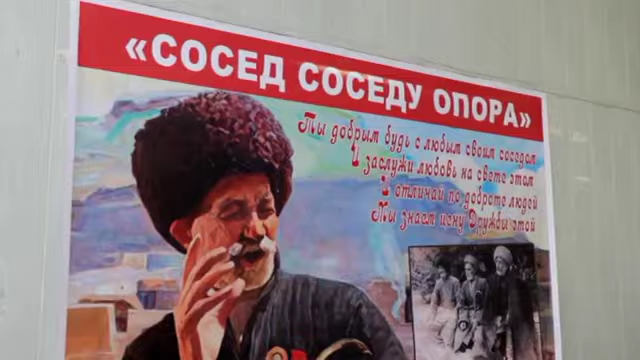 «СОСЕД СОСЕДУ ОПОРА»
Ты добрым будь с любым своим соседом
И заслужи любовь на свете этом
И отличай по доброте людей
Ты знает цену Дружбы этой